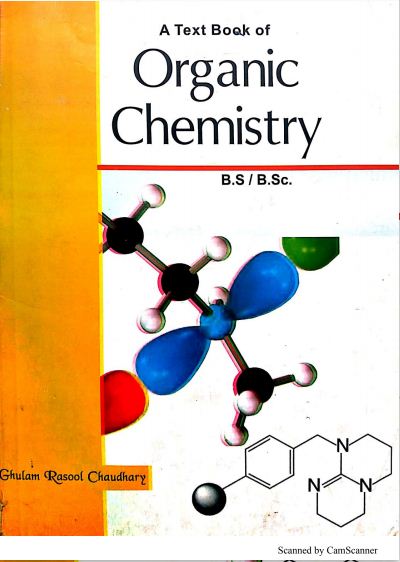 A Text Book of
Organic
Chemistry
B.S / B.Sc.
Ghulam Rasool Chaudhary
N
N
N
Scanned by CamScanner